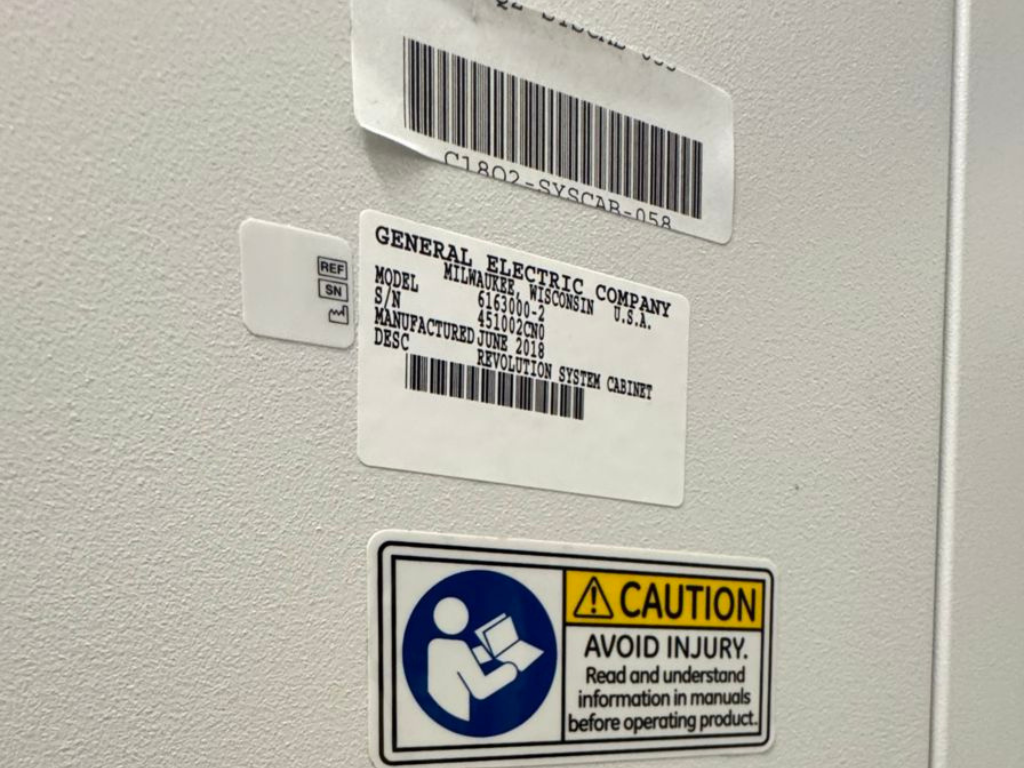 C18Q2-SYSCAB-058
REF
SN
GENERAL ELECTRIC COMPANY
MILWAUKEE, WISCONSIN U.S.A.
MODEL 6163000-2
S/N 451002CN0
MANUFACTURED JUNE 2018
DESC REVOLUTION SYSTEM CABINET
CAUTION
AVOID INJURY.
Read and understand
information in manuals
before operating product.